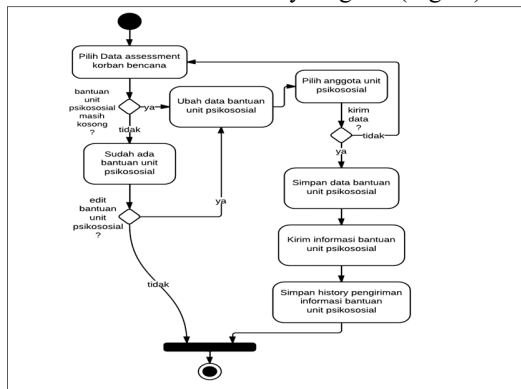 Pilih Data assessment
korban bencana
bantuan
unit
psikososial
masih
kosong
?
ya
tidak
Ubah data bantuan
unit psikososial
Pilih anggota unit
psikososial
kirim
data
?
tidak
ya
Sudah ada
bantuan unit
psikososial
edit
bantuan
unit
psikososial
?
ya
tidak
Simpan data bantuan
unit psikososial
Kirim informasi bantuan
unit psikososial
Simpan history pengiriman
informasi bantuan
unit psikososial